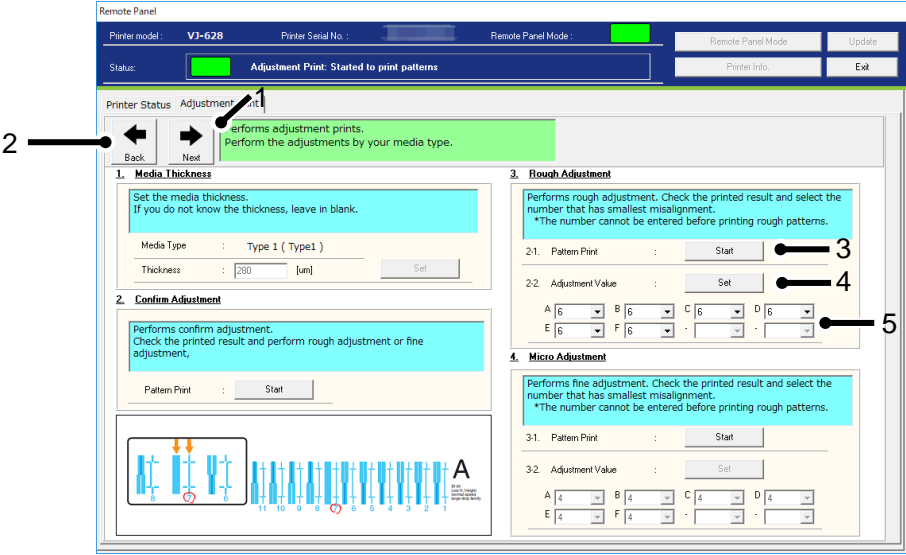 Remote Panel
Printer model : VJ-628 Printer Serial No. : Remote Panel Mode : Remote Panel Mode Update
Status: Adjustment Print: Started to print patterns Printer Info. Exit
Printer Status Adjustment
1
2
Back Next
Performs adjustment prints.
Perform the adjustments by your media type.
1. Media Thickness
Set the media thickness.
If you do not know the thickness, leave in blank.
Media Type : Type 1 ( Type1 )
Thickness : 280 [um] Set
2. Confirm Adjustment
Performs confirm adjustment.
Check the printed result and perform rough adjustment or fine
adjustment,
Pattern Print : Start
8 7 6
11 10 9 8 7 6 5 4 3 2 1
A
Low H, Height
normal speed
large drop family
3. Rough Adjustment
Performs rough adjustment. Check the printed result and select the
number that has smallest misalignment.
*The number cannot be entered before printing rough patterns.
2-1. Pattern Print : Start
3
2-2. Adjustment Value : Set
4
A 6 B 6 C 6 D 6
E 6 F 6 - -
5
4. Micro Adjustment
Performs fine adjustment. Check the printed result and select the
number that has smallest misalignment.
*The number cannot be entered before printing rough patterns.
3-1. Pattern Print : Start
3-2. Adjustment Value : Set
A 4 B 4 C 4 D 4
E 4 F 4 - -